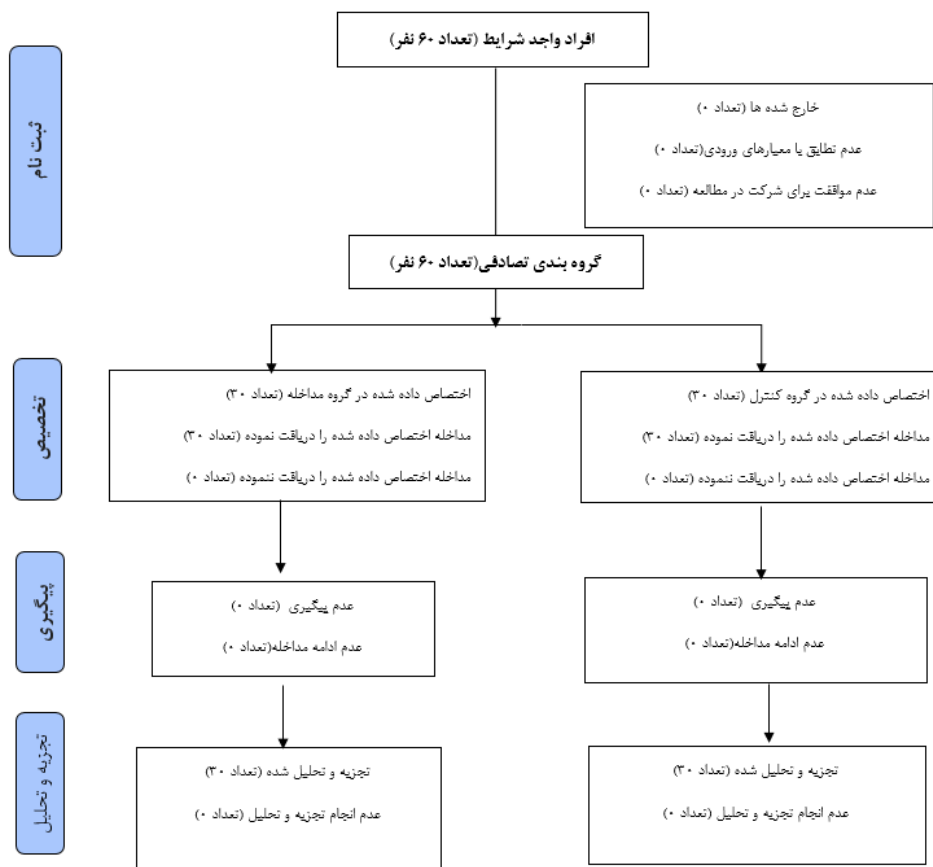 افراد واجد شرایط (تعداد ۶۰ نفر)
ثبت نام
خارج شده ها (تعداد ۰)
عدم تطابق با معیارهای ورودی(تعداد ۰)
عدم موافقت برای شرکت در مطالعه (تعداد ۰)
گروه بندی تصادفی(تعداد ۶۰ نفر)
تخصیص
اختصاص داده شده در گروه کنترل (تعداد ۳۰)
مداخله اختصاص داده شده را دریافت نموده (تعداد ۳۰)
مداخله اختصاص داده شده را دریافت ننموده (تعداد ۰)
اختصاص داده شده در گروه مداخله (تعداد ۳۰)
مداخله اختصاص داده شده را دریافت نموده (تعداد ۳۰)
مداخله اختصاص داده شده را دریافت ننموده (تعداد ۰)
پیگیری
عدم پیگیری (تعداد ۰)
عدم ادامه مداخله(تعداد ۰)
عدم پیگیری (تعداد ۰)
عدم ادامه مداخله(تعداد ۰)
تجزیه و تحلیل
تجزیه و تحلیل شده (تعداد ۳۰)
عدم انجام تجزیه و تحلیل (تعداد ۰)
تجزیه و تحلیل شده (تعداد ۳۰)
عدم انجام تجزیه و تحلیل (تعداد ۰)